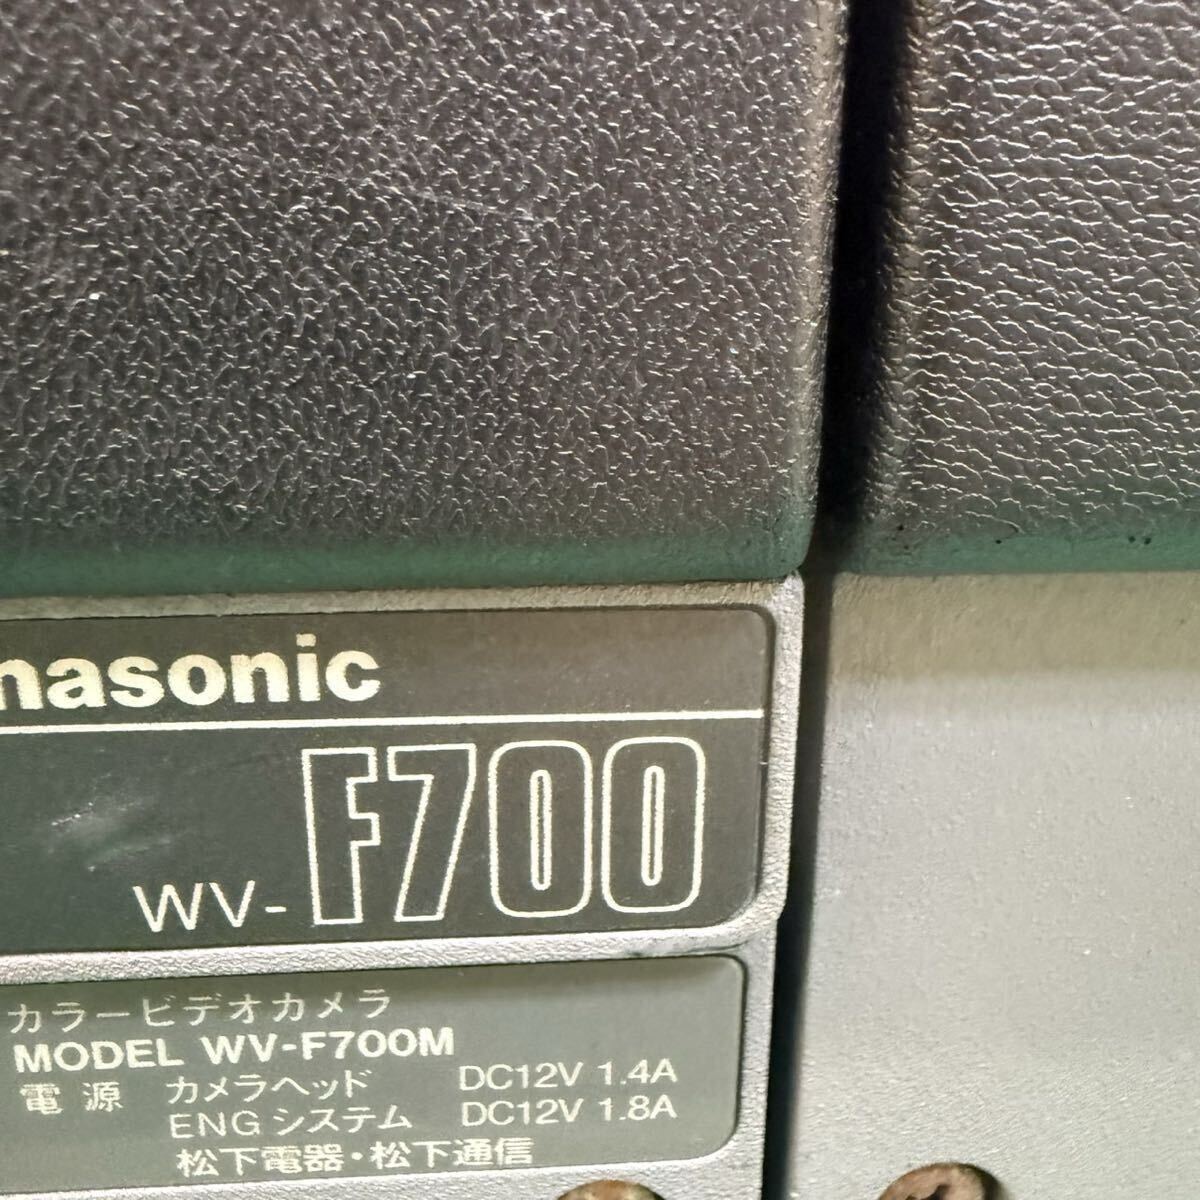 nasonic
WV-F700
カラービデオカメラ
MODEL WV-F700M
電源 カメラヘッド DC12V 1.4A
ENGシステム DC12V 1.8A
松下電器・松下通信